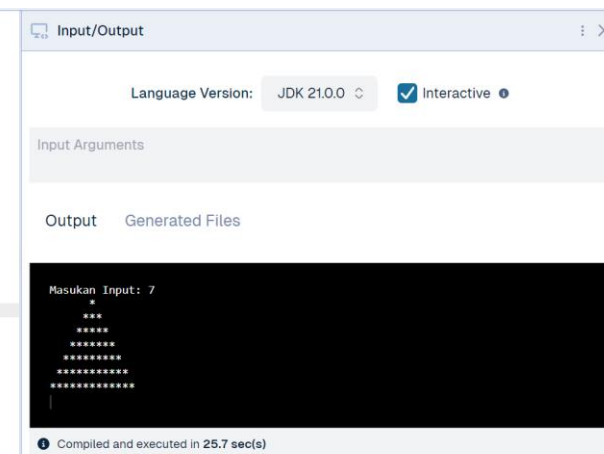 Input/Output
Language Version: JDK 21.0.0 Interactive
Input Arguments
Output Generated Files
Masukan Input: 7
      *
     ***
    *****
   *******
  *********
 ***********
*************
Compiled and executed in 25.7 sec(s)